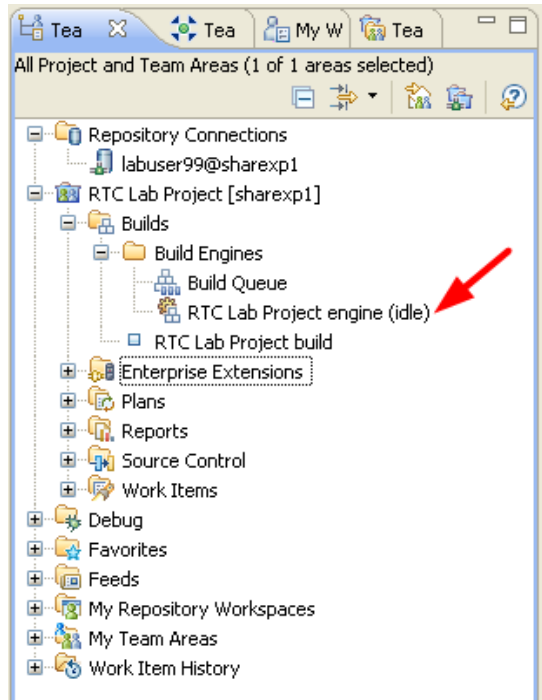 Tea Tea My W Tea
All Project and Team Areas (1 of 1 areas selected)
Repository Connections
labuser99@sharexp1
RTC Lab Project [sharexp1]
Builds
Build Engines
Build Queue
RTC Lab Project engine (idle)
RTC Lab Project build
Enterprise Extensions
Plans
Reports
Source Control
Work Items
Debug
Favorites
Feeds
My Repository Workspaces
My Team Areas
Work Item History